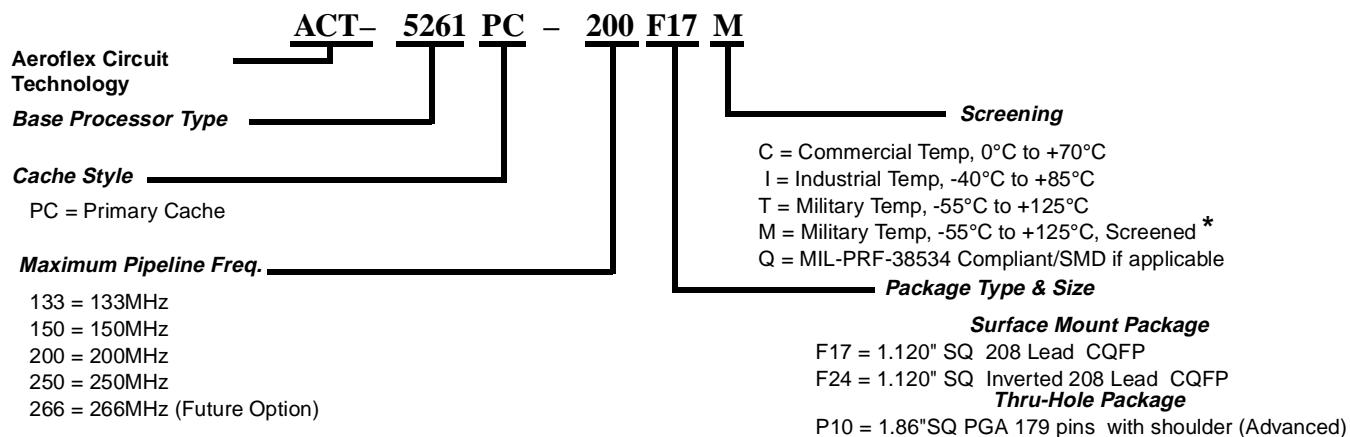 ACT– 5261 PC – 200 F17 M
Aeroflex Circuit
Technology
Base Processor Type
Cache Style
PC = Primary Cache
Maximum Pipeline Freq.
133 = 133MHz
150 = 150MHz
200 = 200MHz
250 = 250MHz
266 = 266MHz (Future Option)
Screening
C = Commercial Temp, 0°C to +70°C
I = Industrial Temp, -40°C to +85°C
T = Military Temp, -55°C to +125°C
M = Military Temp, -55°C to +125°C, Screened *
Q = MIL-PRF-38534 Compliant/SMD if applicable
Package Type & Size
Surface Mount Package
F17 = 1.120" SQ 208 Lead CQFP
F24 = 1.120" SQ Inverted 208 Lead CQFP
Thru-Hole Package
P10 = 1.86"SQ PGA 179 pins with shoulder (Advanced)